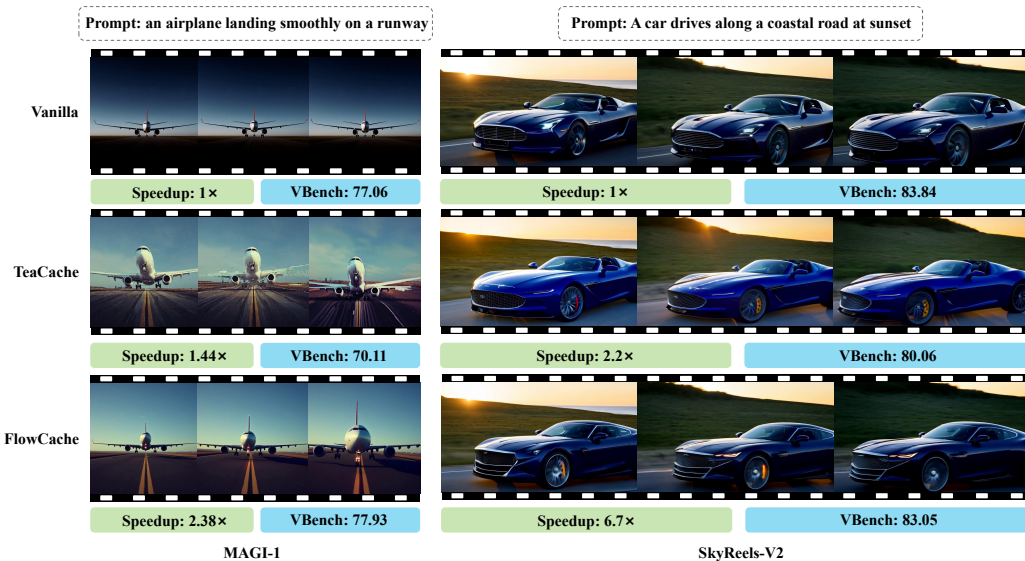 Prompt: an airplane landing smoothly on a runway
Prompt: A car drives along a coastal road at sunset
Vanilla
Speedup: 1×
VBench: 77.06
Speedup: 1×
VBench: 83.84
TeaCache
Speedup: 1.44×
VBench: 70.11
Speedup: 2.2×
VBench: 80.06
FlowCache
Speedup: 2.38×
VBench: 77.93
Speedup: 6.7×
VBench: 83.05
MAGI-1
SkyReels-V2